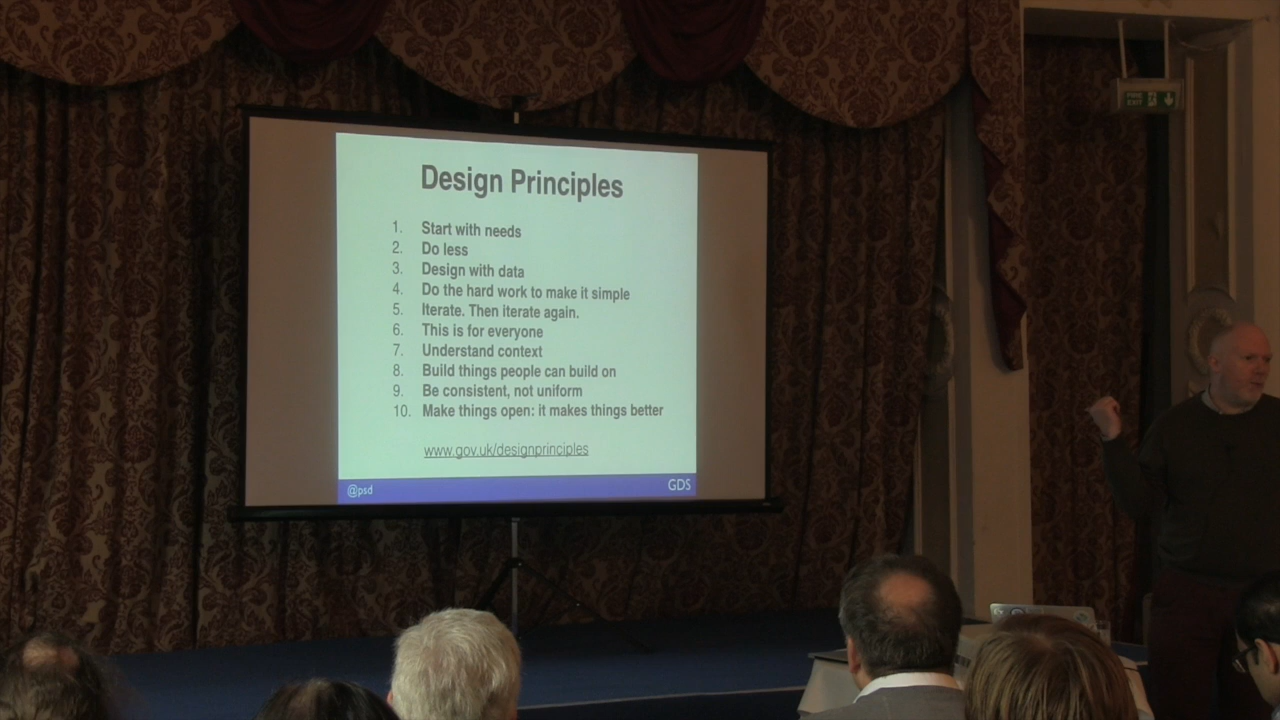 Design Principles
1. Start with needs
2. Do less
3. Design with data
4. Do the hard work to make it simple
5. Iterate. Then iterate again.
6. This is for everyone
7. Understand context
8. Build things people can build on
9. Be consistent, not uniform
10. Make things open: it makes things better
www.gov.uk/designprinciples
@psd
GDS